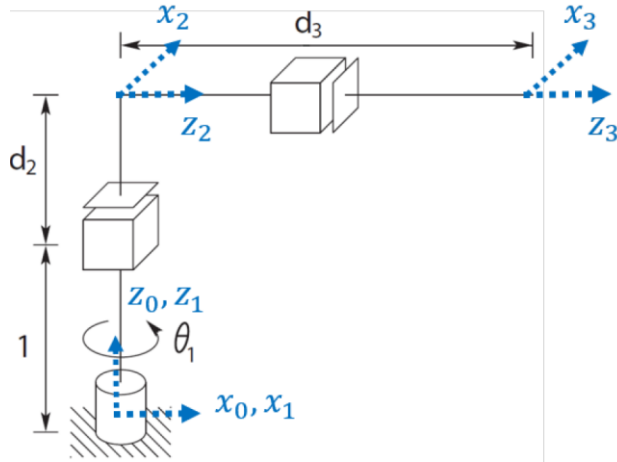 x₂
d₃
x₃
z₂
z₃
d₂
z₀, z₁
1
θ₁
x₀, x₁